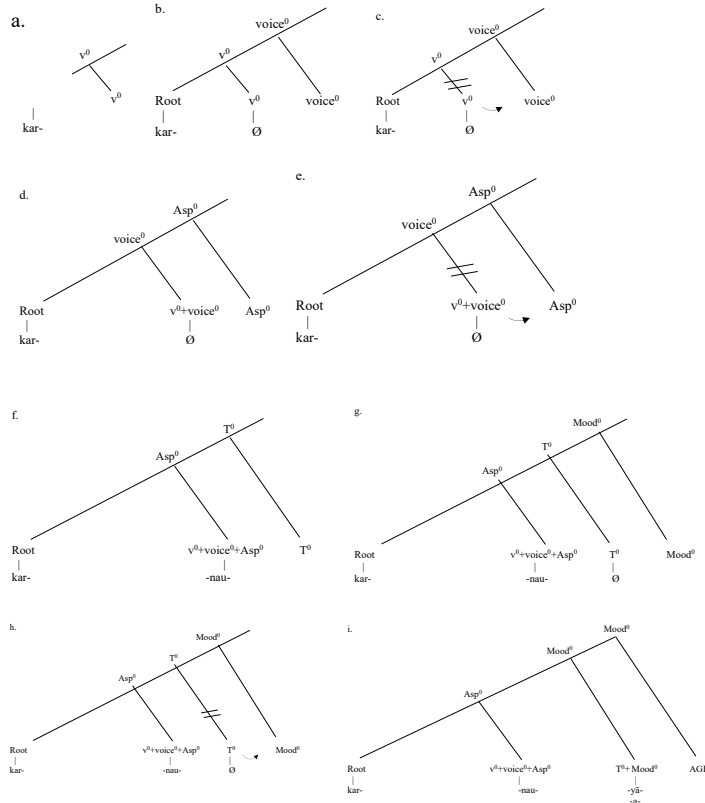 a.
b.
c.
v⁰
v⁰
kar-
voice⁰
v⁰
Root v⁰ voice⁰
kar- Ø
voice⁰
v⁰
Root v⁰ voice⁰
kar- Ø
d.
Asp⁰
voice⁰
Root v⁰+voice⁰ Asp⁰
kar- Ø
e.
Asp⁰
voice⁰
Root v⁰+voice⁰ Asp⁰
kar- Ø
f.
T⁰
Asp⁰
Root v⁰+voice⁰+Asp⁰ T⁰
kar- -nau-
g.
Mood⁰
T⁰
Asp⁰
Root v⁰+voice⁰+Asp⁰ T⁰ Mood⁰
kar- -nau- Ø
h.
Mood⁰
T⁰
Asp⁰
Root v⁰+voice⁰+Asp⁰ T⁰ Mood⁰
kar- -nau- Ø
i.
Mood⁰
Mood⁰
Asp⁰
Root v⁰+voice⁰+Asp⁰ T⁰+Mood⁰
kar- -nau- -yā-
-a-